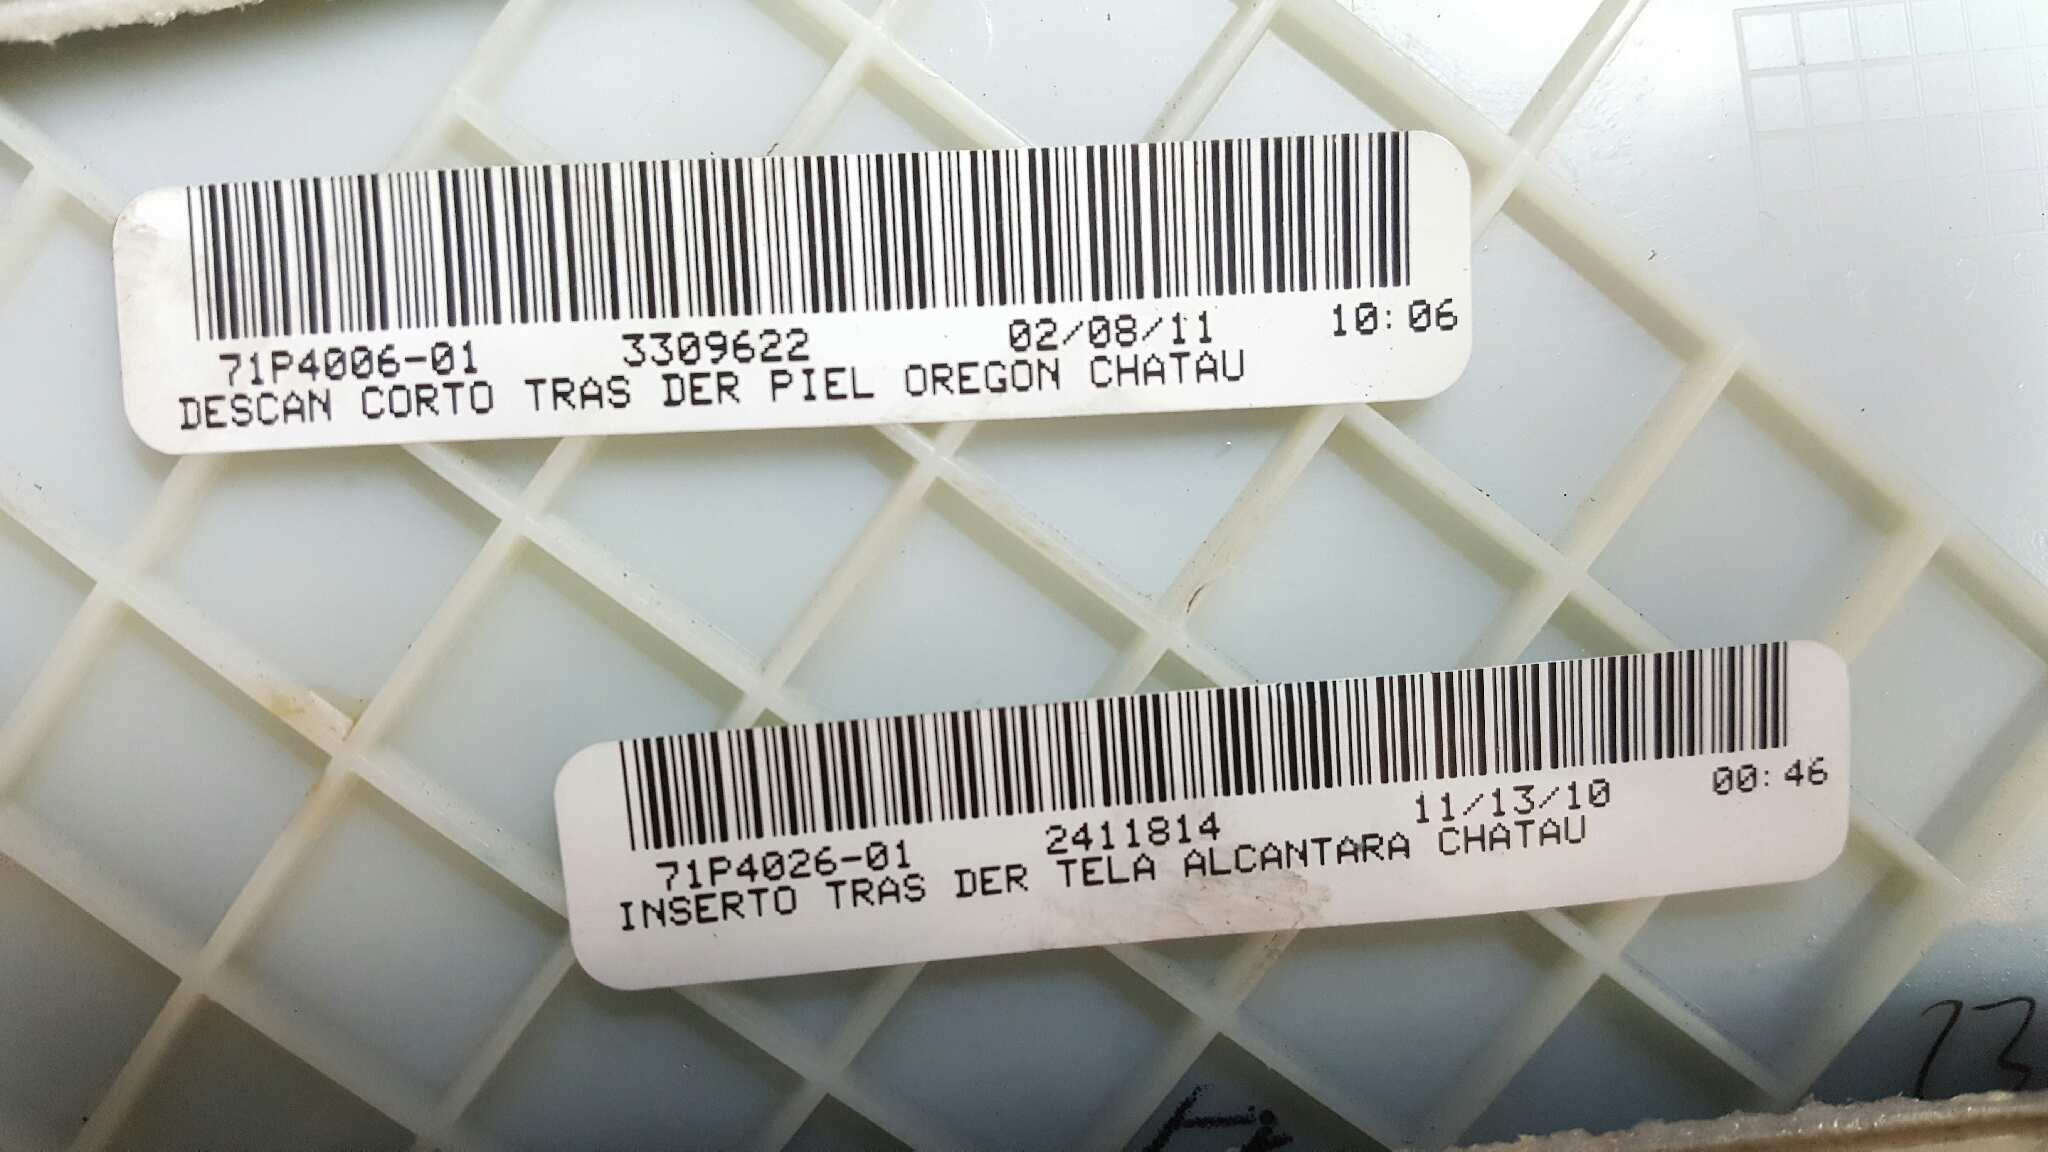 71P4006-01 3309622 02/08/11 10:06
DESCAN CORTO TRAS DER PIEL OREGON CHATAU
71P4026-01 2411814 11/13/10 00:46
INSERTO TRAS DER TELA ALCANTARA CHATAU
23